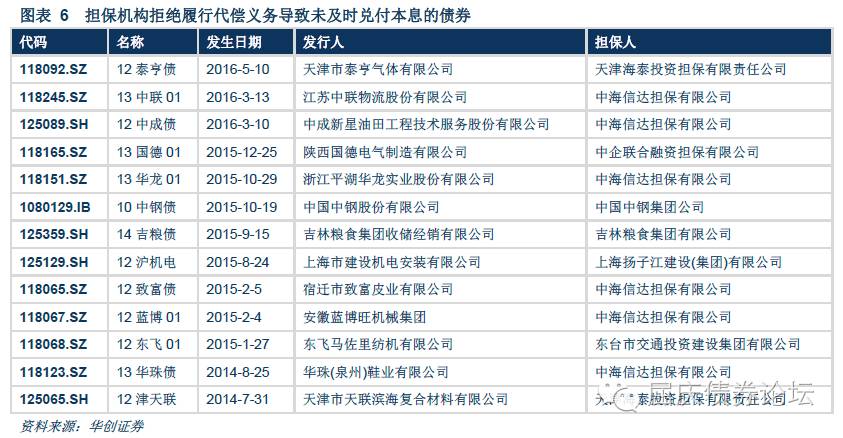 图表 6 担保机构拒绝履行代偿义务导致未及时兑付本息的债券
代码 名称 发生日期 发行人 担保人
118092.SZ 12 泰亨债 2016-5-10 天津市泰亨气体有限公司 天津海泰投资担保有限责任公司
118245.SZ 13 中联 01 2016-3-13 江苏中联物流股份有限公司 中海信达担保有限公司
125089.SH 12 中成债 2016-3-10 中成新星油田工程技术服务股份有限公司 中海信达担保有限公司
118165.SZ 13 国德 01 2015-12-25 陕西国德电气制造有限公司 中企联合融资担保有限公司
118151.SZ 13 华龙 01 2015-10-29 浙江平湖华龙实业股份有限公司 中海信达担保有限公司
1080129.IB 10 中钢债 2015-10-19 中国中钢股份有限公司 中国中钢集团公司
125359.SH 14 吉粮债 2015-9-15 吉林粮食集团收储经销有限公司 吉林粮食集团有限公司
125129.SH 12 沪机电 2015-8-24 上海市建设机电安装有限公司 上海扬子江建设(集团)有限公司
118065.SZ 12 致富债 2015-2-5 宿迁市致富皮业有限公司 中海信达担保有限公司
118067.SZ 12 蓝博 01 2015-2-4 安徽蓝博旺机械集团 中海信达担保有限公司
118068.SZ 12 东飞 01 2015-1-27 东飞马佐里纺机有限公司 东台市交通投资建设集团有限公司
118123.SZ 13 华珠债 2014-8-25 华珠(泉州)鞋业有限公司 中海信达担保有限公司
125065.SH 12 津天联 2014-7-31 天津市天联滨海复合材料有限公司 天津海泰投资担保有限责任公司
屈庆债券论坛
资料来源：华创证券